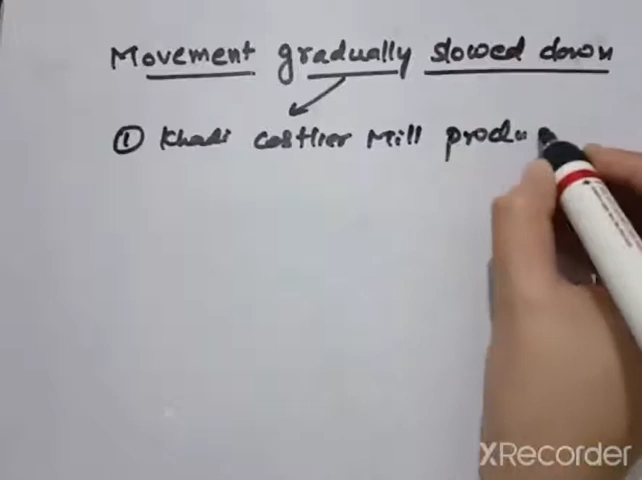 Movement gradually slowed down
① Khadi costlier Mill produ
XRecorder